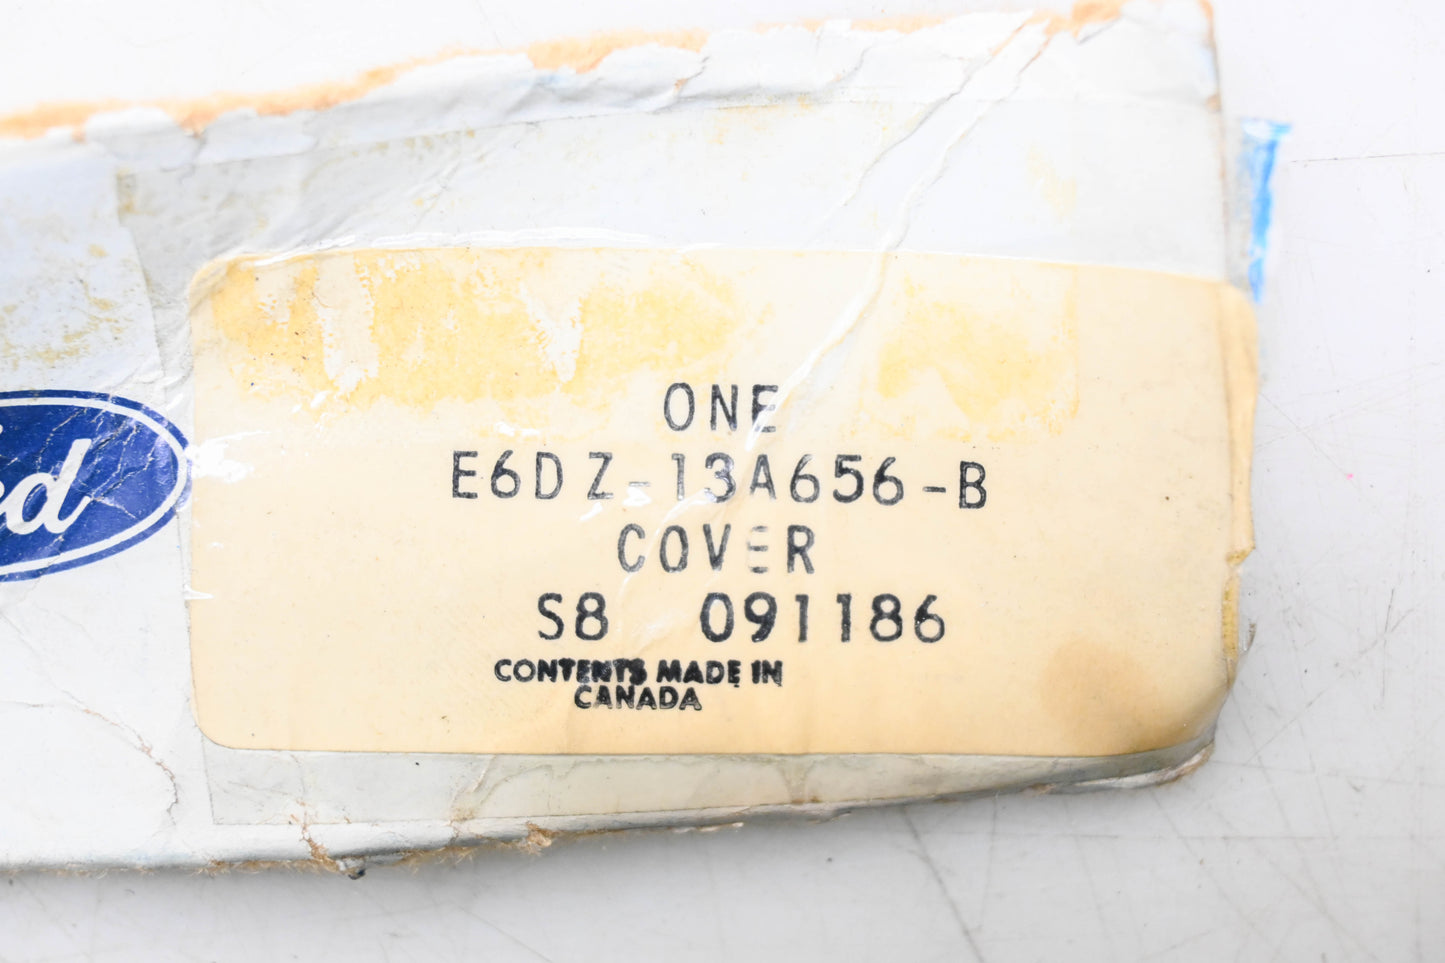 ONE
E6DZ-13A656-B
COVER
S8 091186
CONTENTS MADE IN
CANADA